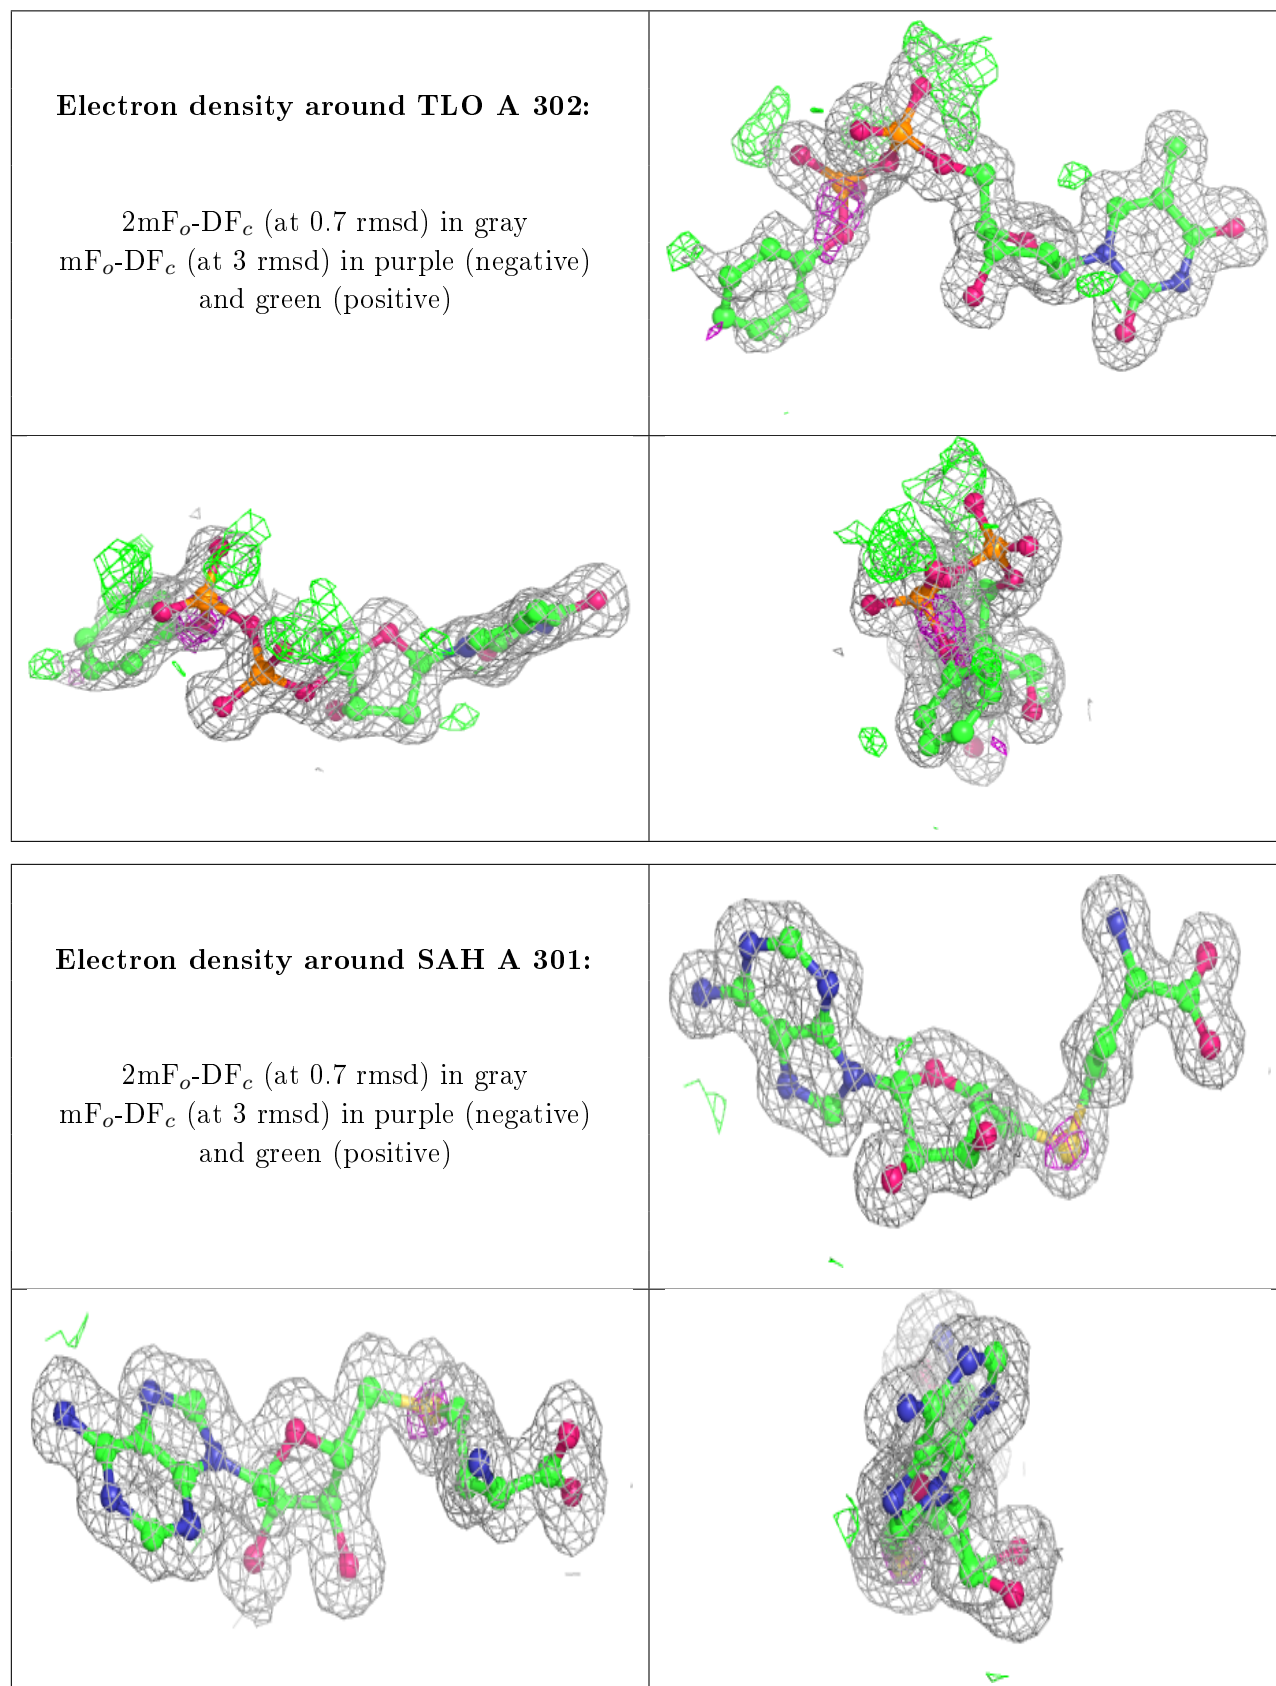 Electron density around TLO A 302:
2mFo-DFc (at 0.7 rmsd) in gray
mFo-DFc (at 3 rmsd) in purple (negative)
and green (positive)
Electron density around SAH A 301:
2mFo-DFc (at 0.7 rmsd) in gray
mFo-DFc (at 3 rmsd) in purple (negative)
and green (positive)